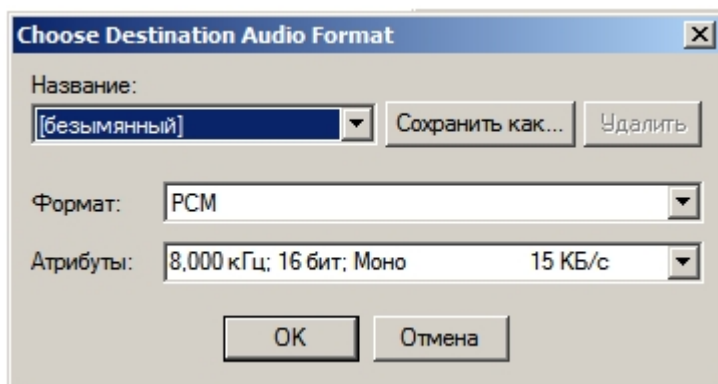 Choose Destination Audio Format
Название:
[безымянный] Сохранить как... Удалить
Формат: PCM
Атрибуты: 8,000 кГц; 16 бит; Моно 15 КБ/с
OK Отмена